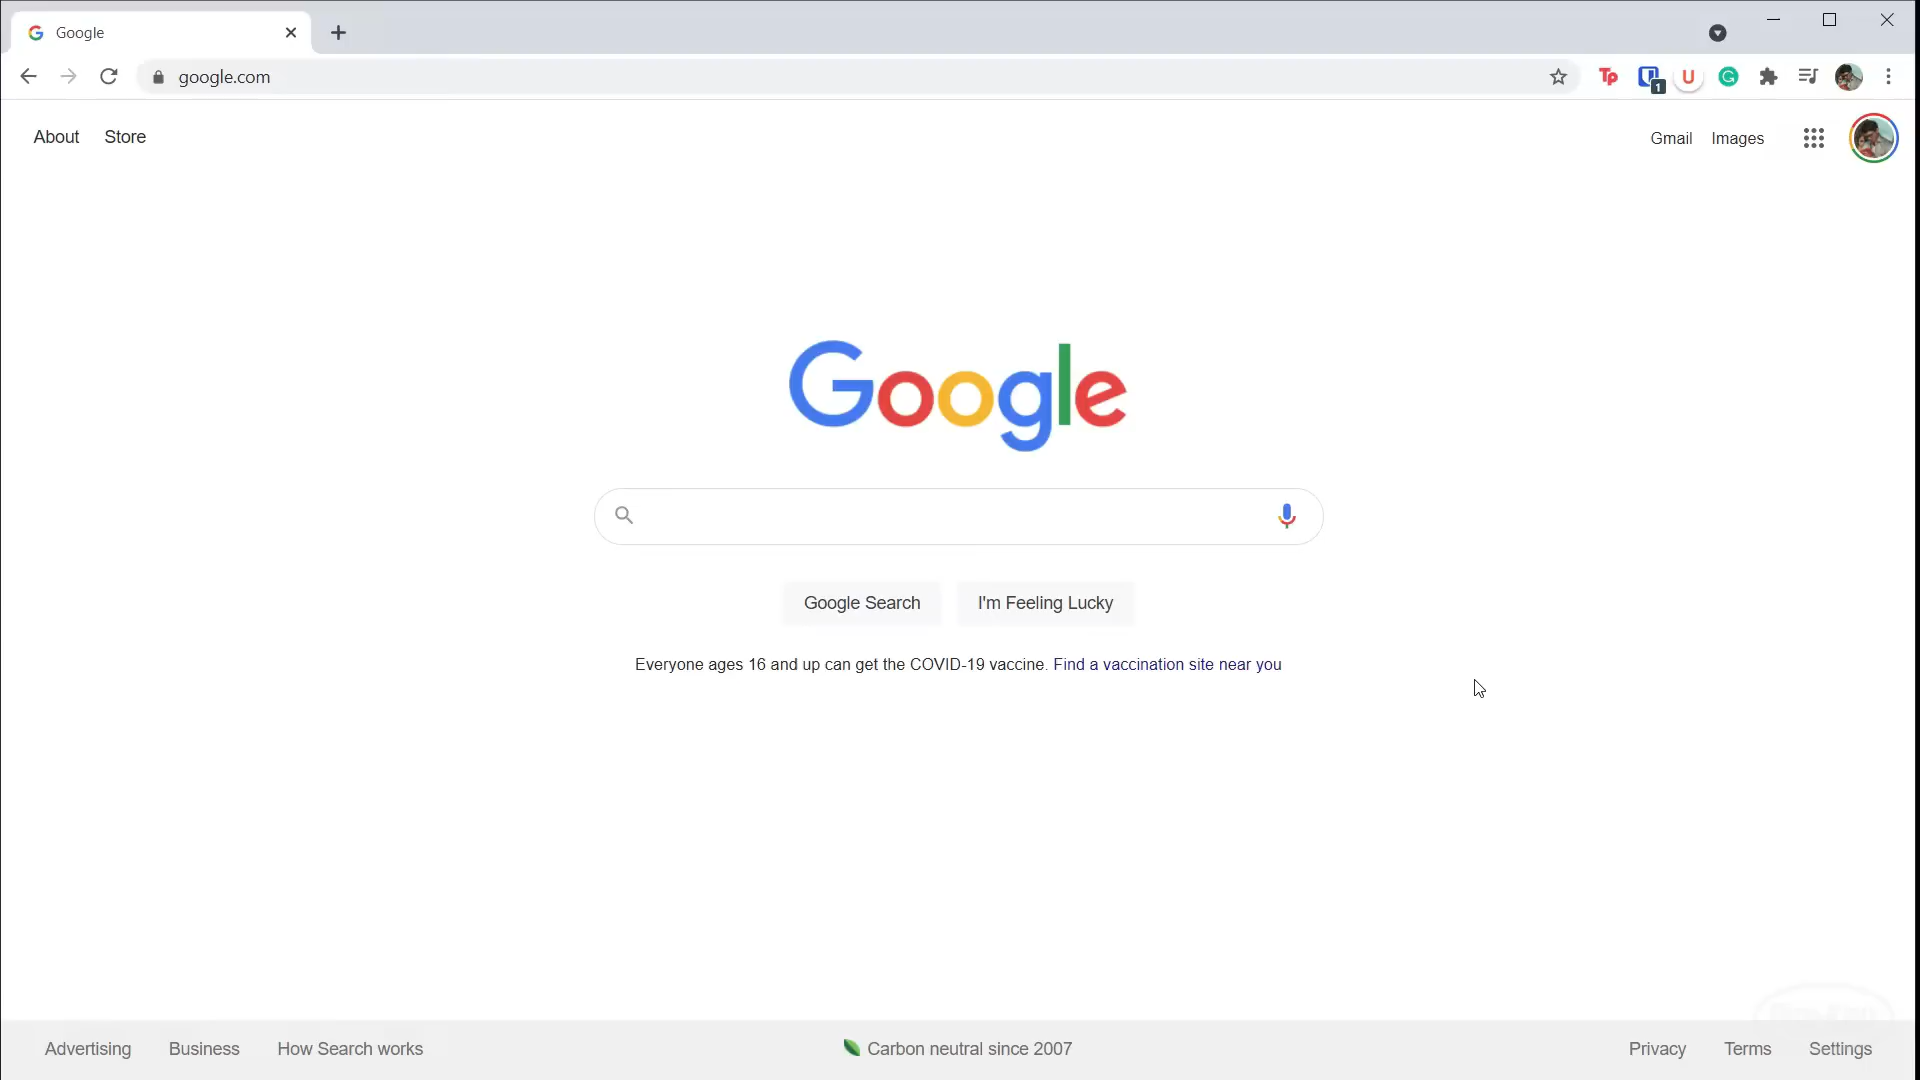 Google
google.com
1
About Store
Gmail Images
Google
Google Search I'm Feeling Lucky
Everyone ages 16 and up can get the COVID-19 vaccine. Find a vaccination site near you
Advertising Business How Search works
Carbon neutral since 2007
Privacy Terms Settings